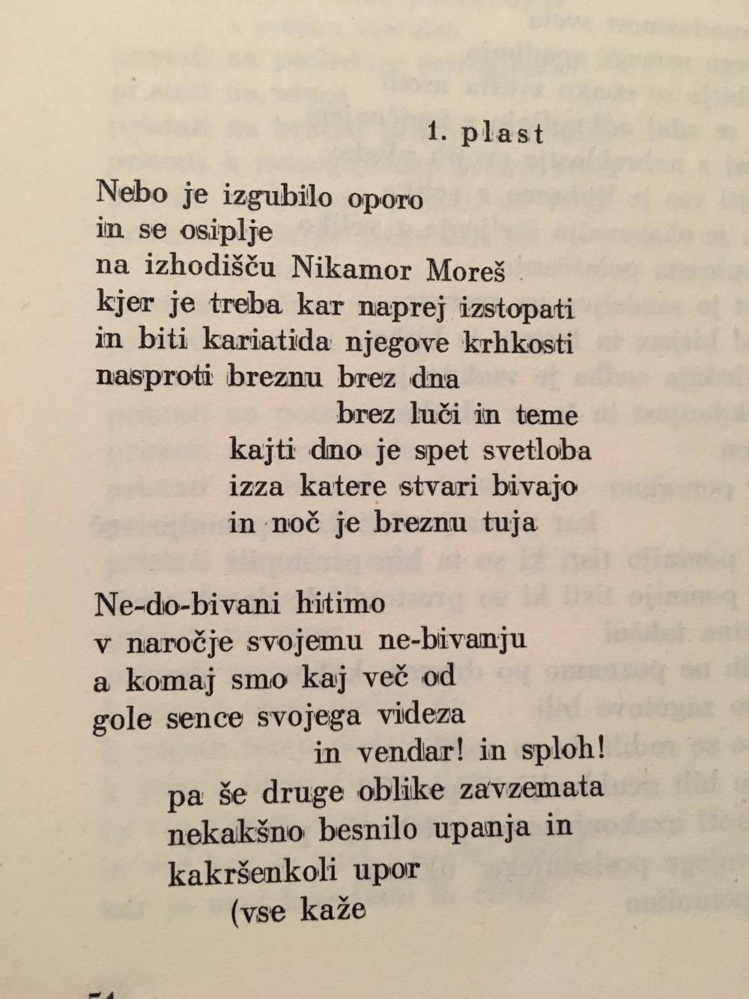 1. plast
Nebo je izgubilo oporo
in se osiplje
na izhodišču Nikamor Moreš
kjer je treba kar naprej izstopati
in biti kariatida njegove krhkosti
nasproti breznu brez dna
brez luči in teme
kajti dno je spet svetloba
izza katere stvari bivajo
in noč je breznu tuja
Ne-do-bivani hitimo
v naročje svojemu ne-bivanju
a komaj smo kaj več od
gole sence svojega videza
in vendar! in sploh!
pa še druge oblike zavzemata
nekakšno besnilo upanja in
kakršenkoli upor
(vse kaže